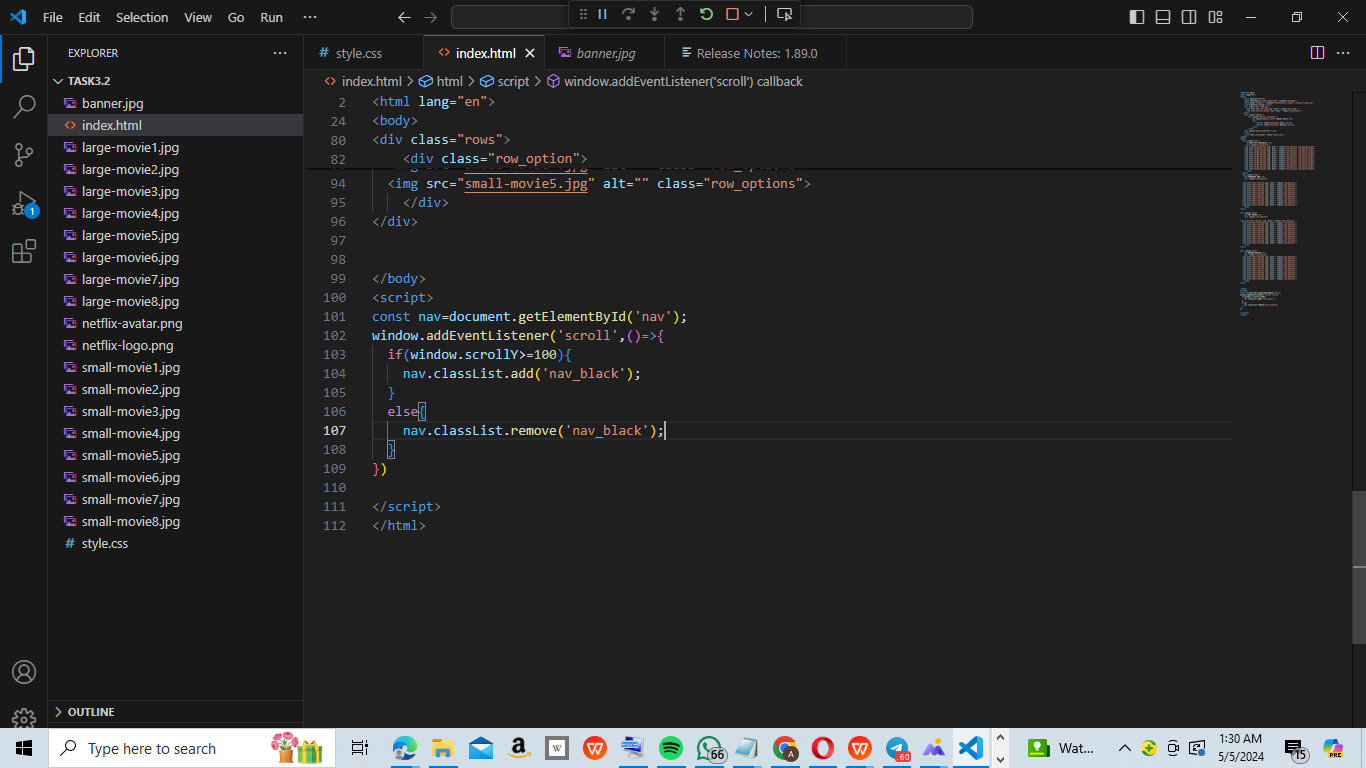 File Edit Selection View Go Run ···
EXPLORER ···
TASK3.2
banner.jpg
index.html
large-movie1.jpg
large-movie2.jpg
large-movie3.jpg
large-movie4.jpg
large-movie5.jpg
large-movie6.jpg
large-movie7.jpg
large-movie8.jpg
netflix-avatar.png
netflix-logo.png
small-movie1.jpg
small-movie2.jpg
small-movie3.jpg
small-movie4.jpg
small-movie5.jpg
small-movie6.jpg
small-movie7.jpg
small-movie8.jpg
# style.css
OUTLINE
1
# style.css <> index.html banner.jpg Release Notes: 1.89.0 ···
<> index.html > html > script > window.addEventListener('scroll') callback
2 <html lang="en">
24 <body>
80 <div class="rows">
82 <div class="row_option">
94 <img src="small-movie5.jpg" alt="" class="row_options">
95 </div>
96 </div>
97
98
99 </body>
100 <script>
101 const nav=document.getElementById('nav');
102 window.addEventListener('scroll',()=>{
103 if(window.scrollY>=100){
104 nav.classList.add('nav_black');
105 }
106 else{
107 nav.classList.remove('nav_black');
108 }
109 })
110
111 </script>
112 </html>
Type here to search
a
W
W
66
A
W
.60
Wat...
1:30 AM
5/5/2024
15
PRE